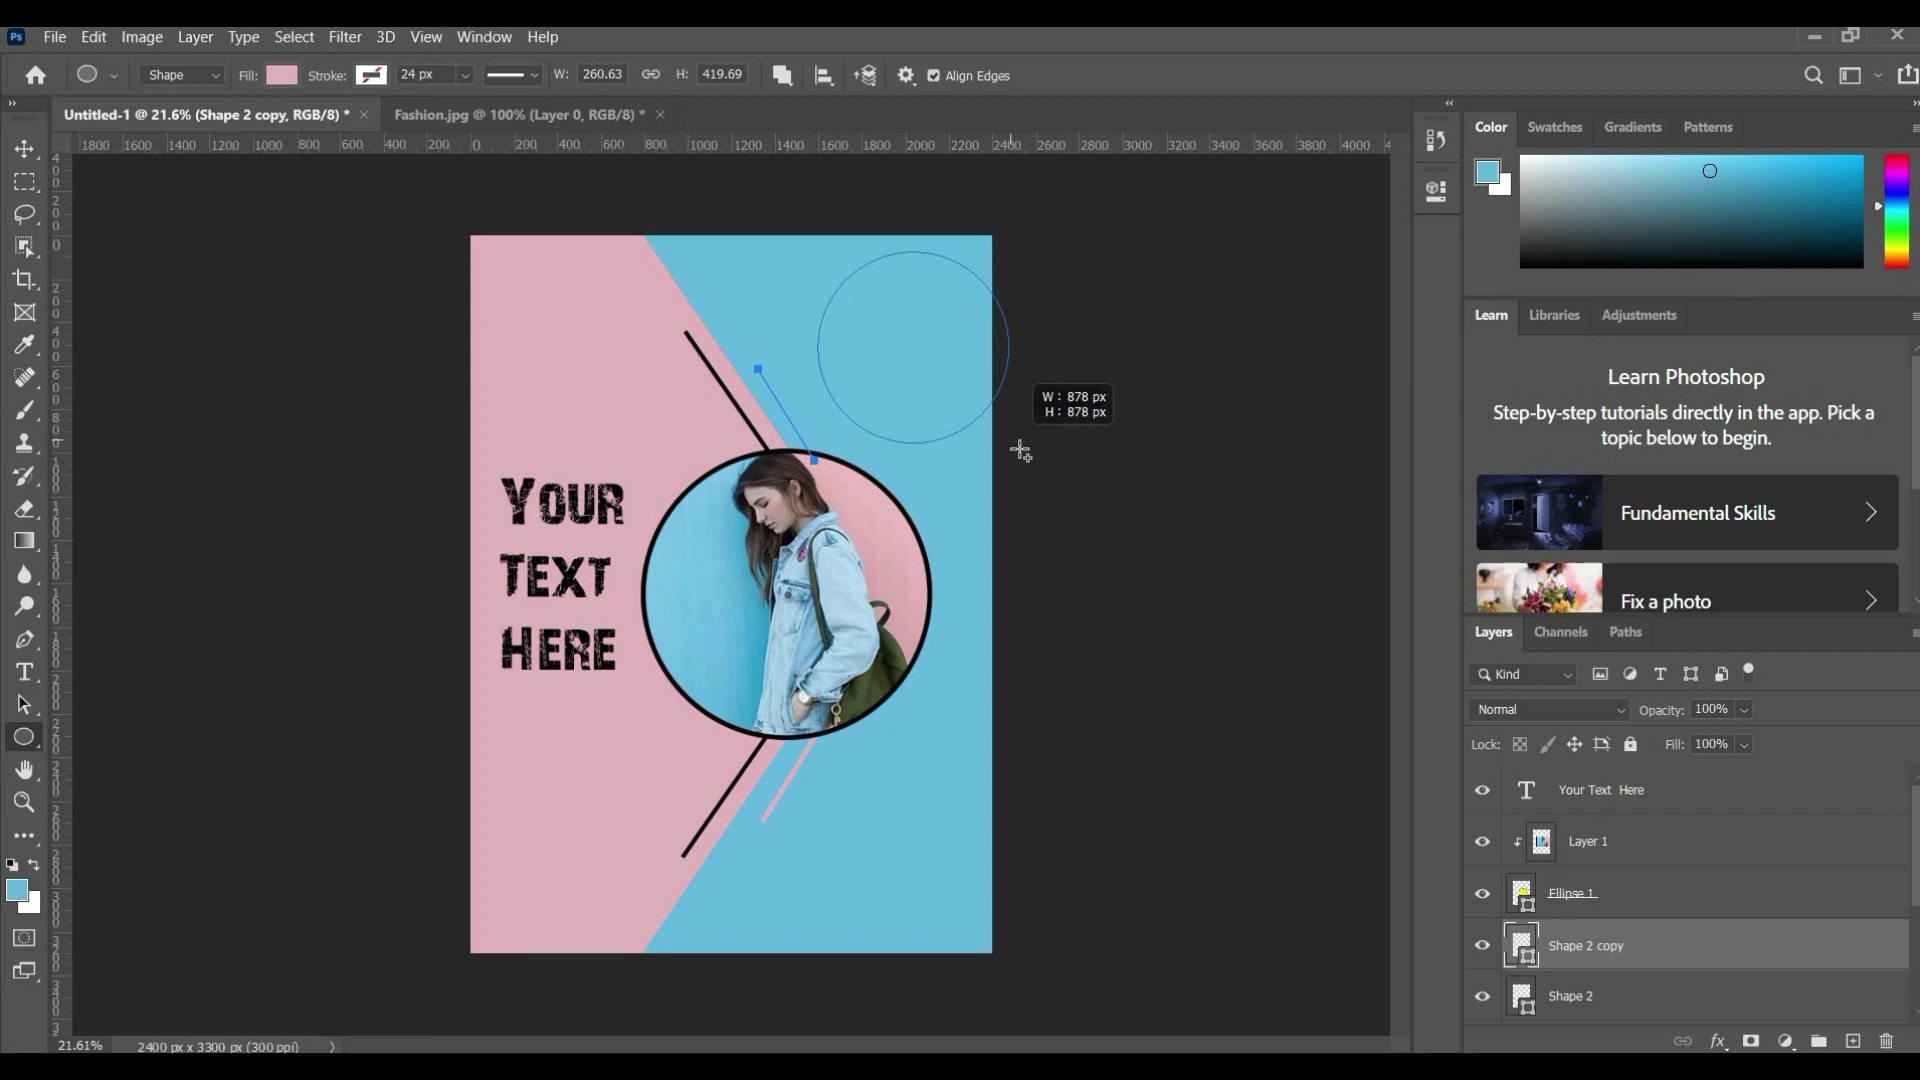 Ps File Edit Image Layer Type Select Filter 3D View Window Help
Shape Fill: Stroke: 24 px W: 260.63 H: 419.69 Align Edges
Untitled-1 @ 21.6% (Shape 2 copy, RGB/8) * × Fashion.jpg @ 100% (Layer 0, RGB/8) * ×
1800 1600 1400 1200 1000 800 600 400 200 0 200 400 600 800 1000 1200 1400 1600 1800 2000 2200 2400 2600 2800 3000 3200 3400 3600 3800 4000 4
Color Swatches Gradients Patterns
Learn Libraries Adjustments
Learn Photoshop
Step-by-step tutorials directly in the app. Pick a
topic below to begin.
Fundamental Skills
Fix a photo
W: 878 px
H: 878 px
Your
Text
Here
Layers Channels Paths
Kind
Normal Opacity: 100%
Lock: Fill: 100%
T Your Text Here
Layer 1
Ellipse 1
Shape 2 copy
Shape 2
fx
21.61% 2400 px x 3300 px (300 ppi)